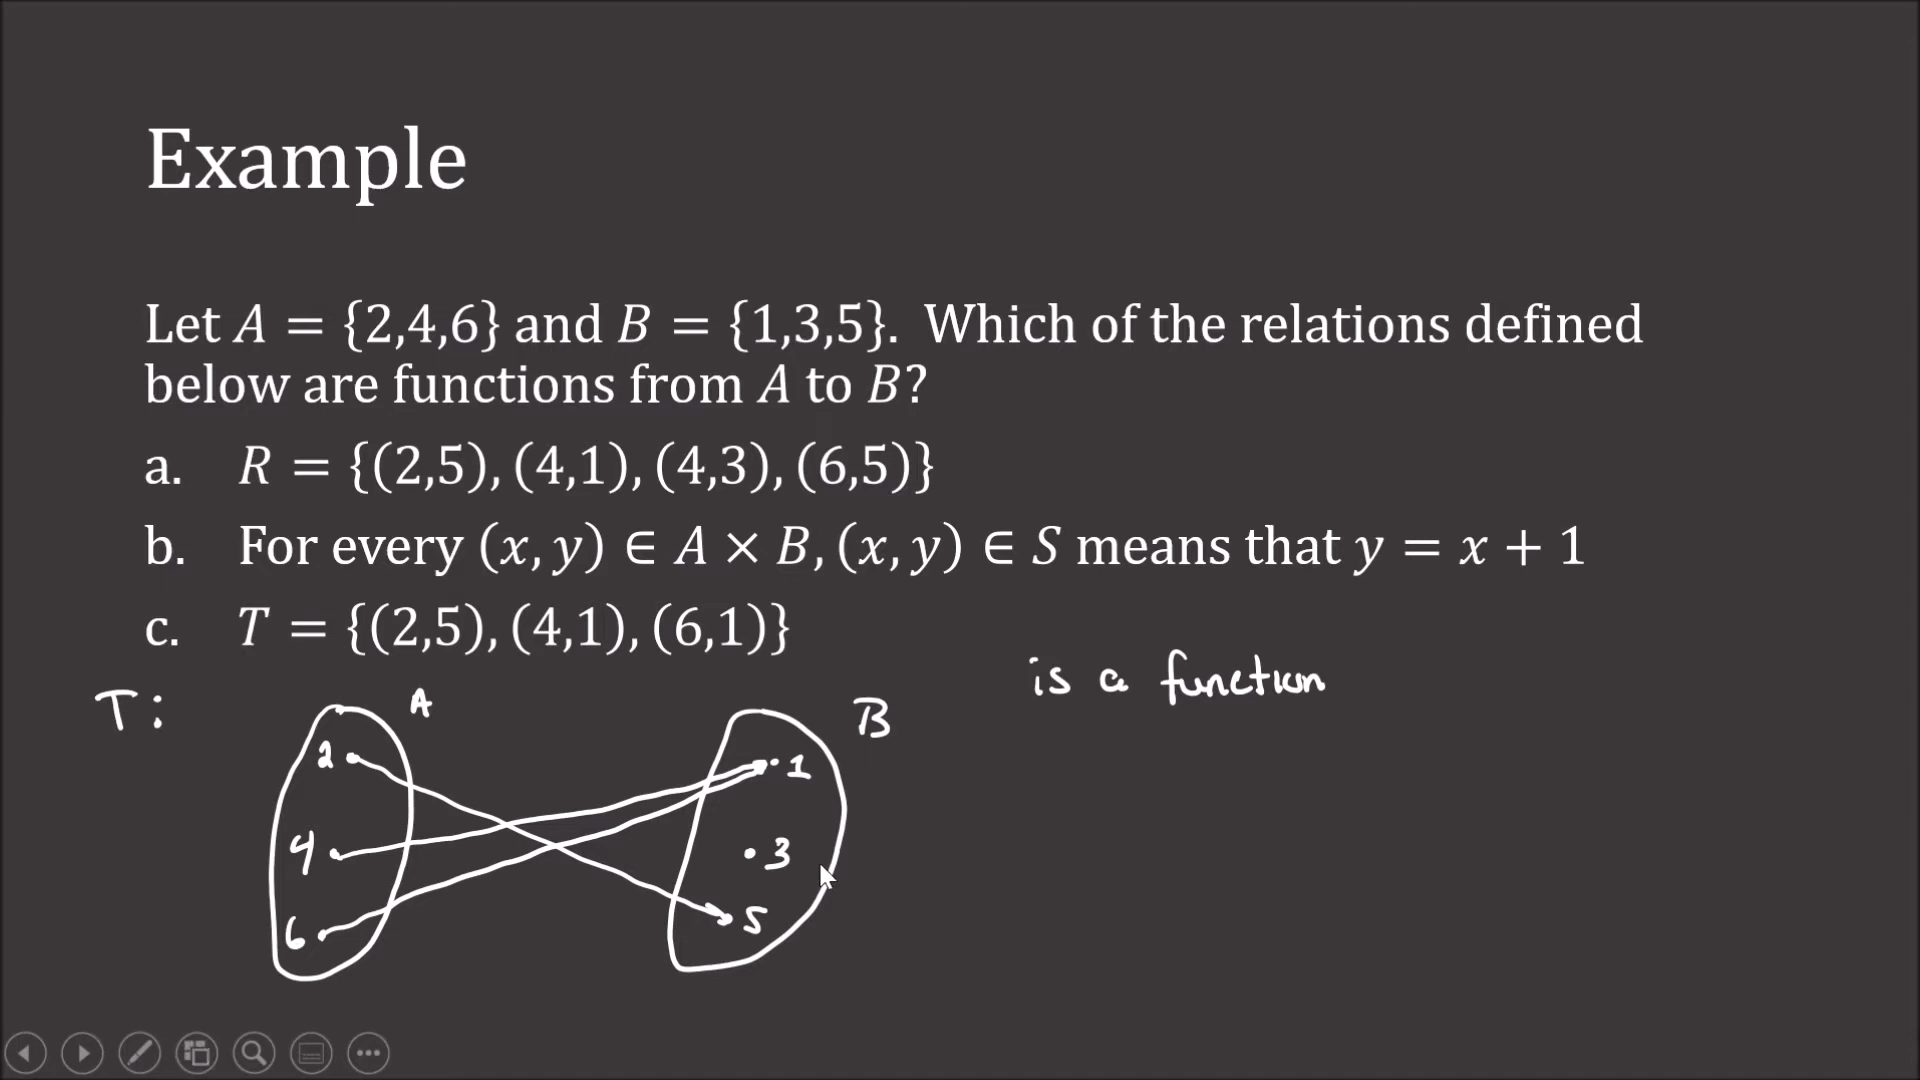 Example
Let A = {2,4,6} and B = {1,3,5}. Which of the relations defined
below are functions from A to B?
a. R = {(2,5), (4,1), (4,3), (6,5)}
b. For every (x, y) ∈ A × B, (x, y) ∈ S means that y = x + 1
c. T = {(2,5), (4,1), (6,1)}
is a function
T:
A
B
2
1
4
3
6
5